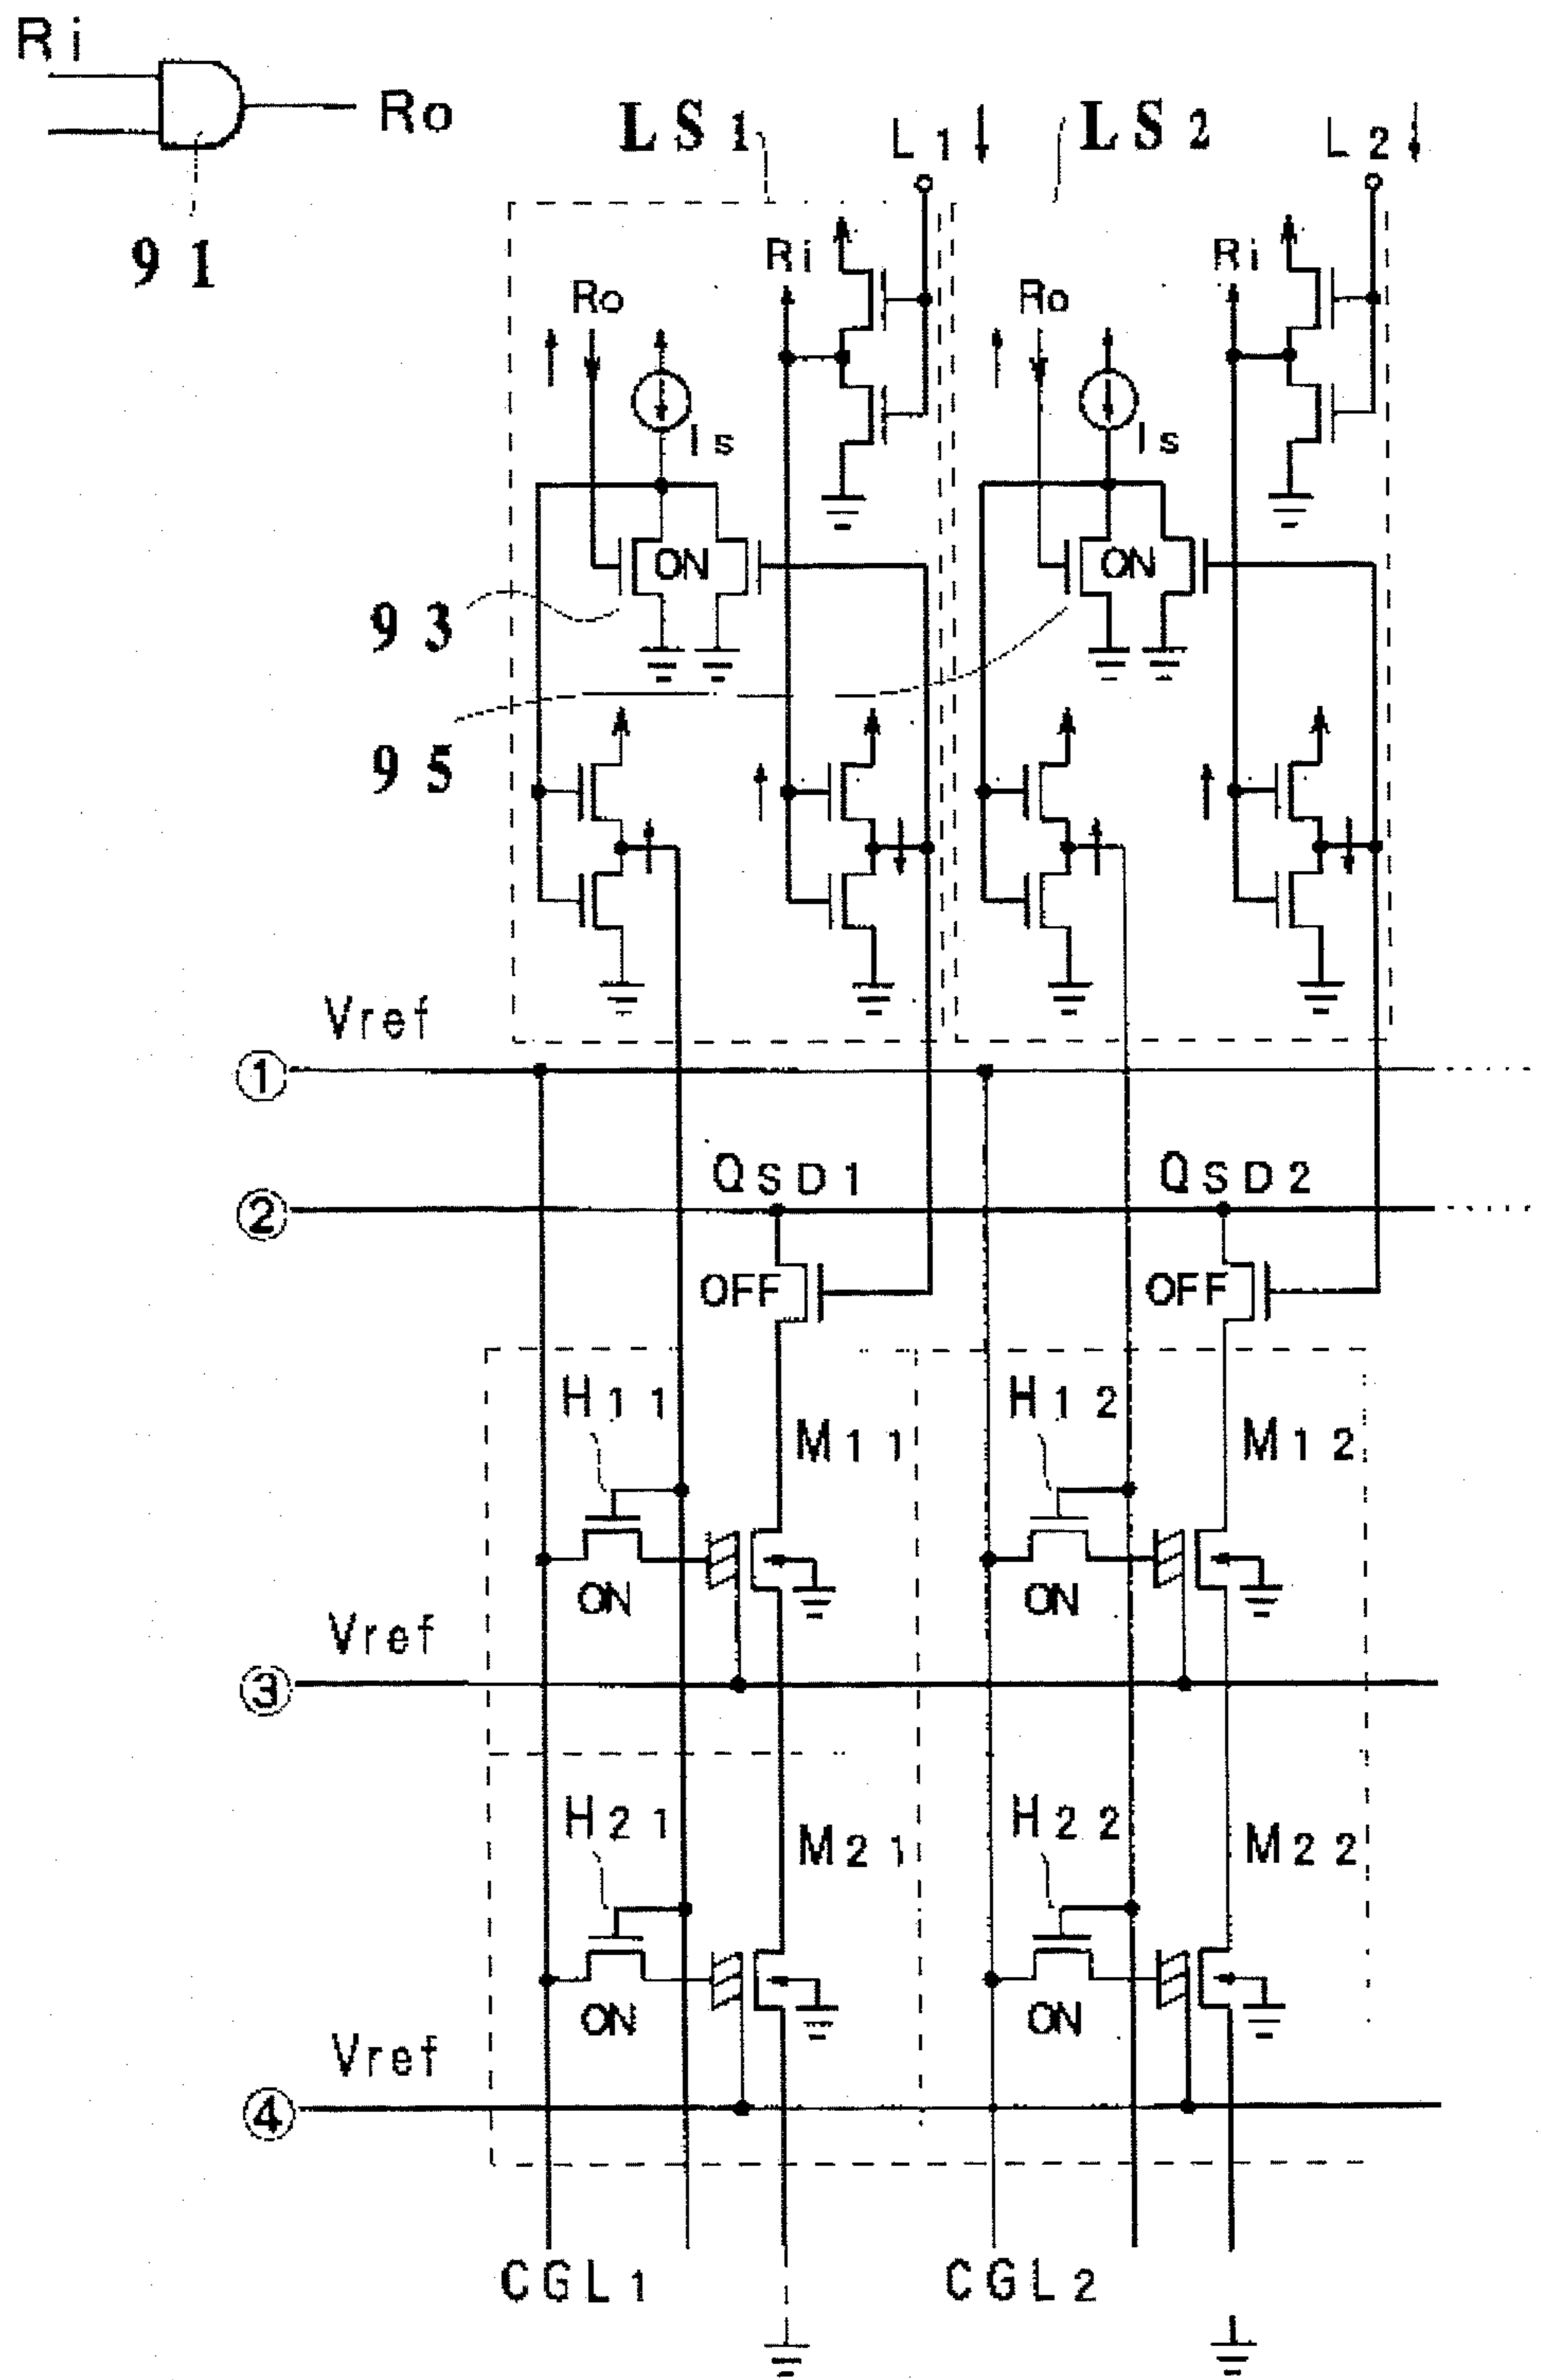 Ri
Ro
91
LS1
L1
LS2
L2
Ri
Ri
Ro
Ro
Is
Is
ON
ON
93
95
Vref
①
QSD1
QSD2
②
OFF
OFF
H11
M11
H12
M12
ON
ON
Vref
③
H21
M21
H22
M22
ON
ON
Vref
④
CGL1
CGL2